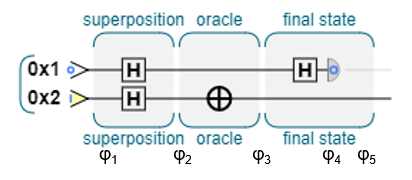 superposition oracle final state
0x1 H H
0x2 H
superposition oracle final state
φ₁ φ₂ φ₃ φ₄ φ₅